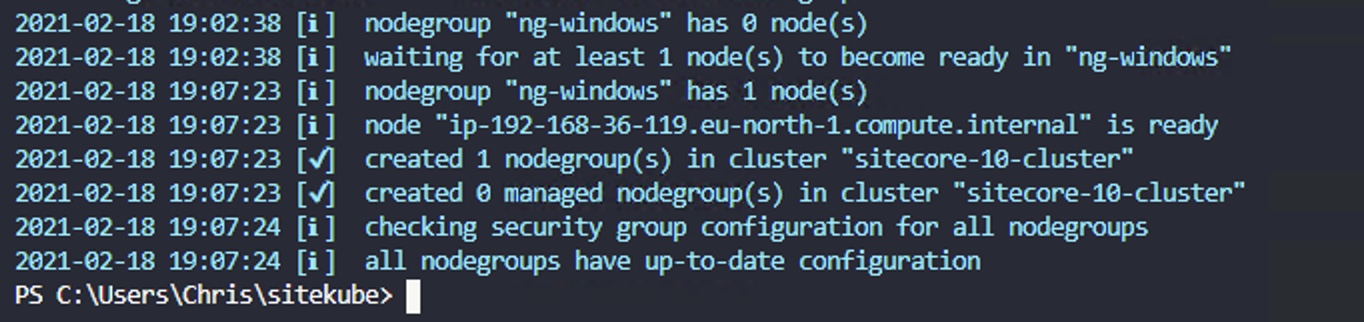 2021-02-18 19:02:38 [ℹ]  nodegroup "ng-windows" has 0 node(s)
2021-02-18 19:02:38 [ℹ]  waiting for at least 1 node(s) to become ready in "ng-windows"
2021-02-18 19:07:23 [ℹ]  nodegroup "ng-windows" has 1 node(s)
2021-02-18 19:07:23 [ℹ]  node "ip-192-168-36-119.eu-north-1.compute.internal" is ready
2021-02-18 19:07:23 [✓]  created 1 nodegroup(s) in cluster "sitecore-10-cluster"
2021-02-18 19:07:23 [✓]  created 0 managed nodegroup(s) in cluster "sitecore-10-cluster"
2021-02-18 19:07:24 [ℹ]  checking security group configuration for all nodegroups
2021-02-18 19:07:24 [ℹ]  all nodegroups have up-to-date configuration
PS C:\Users\Chris\sitekube>